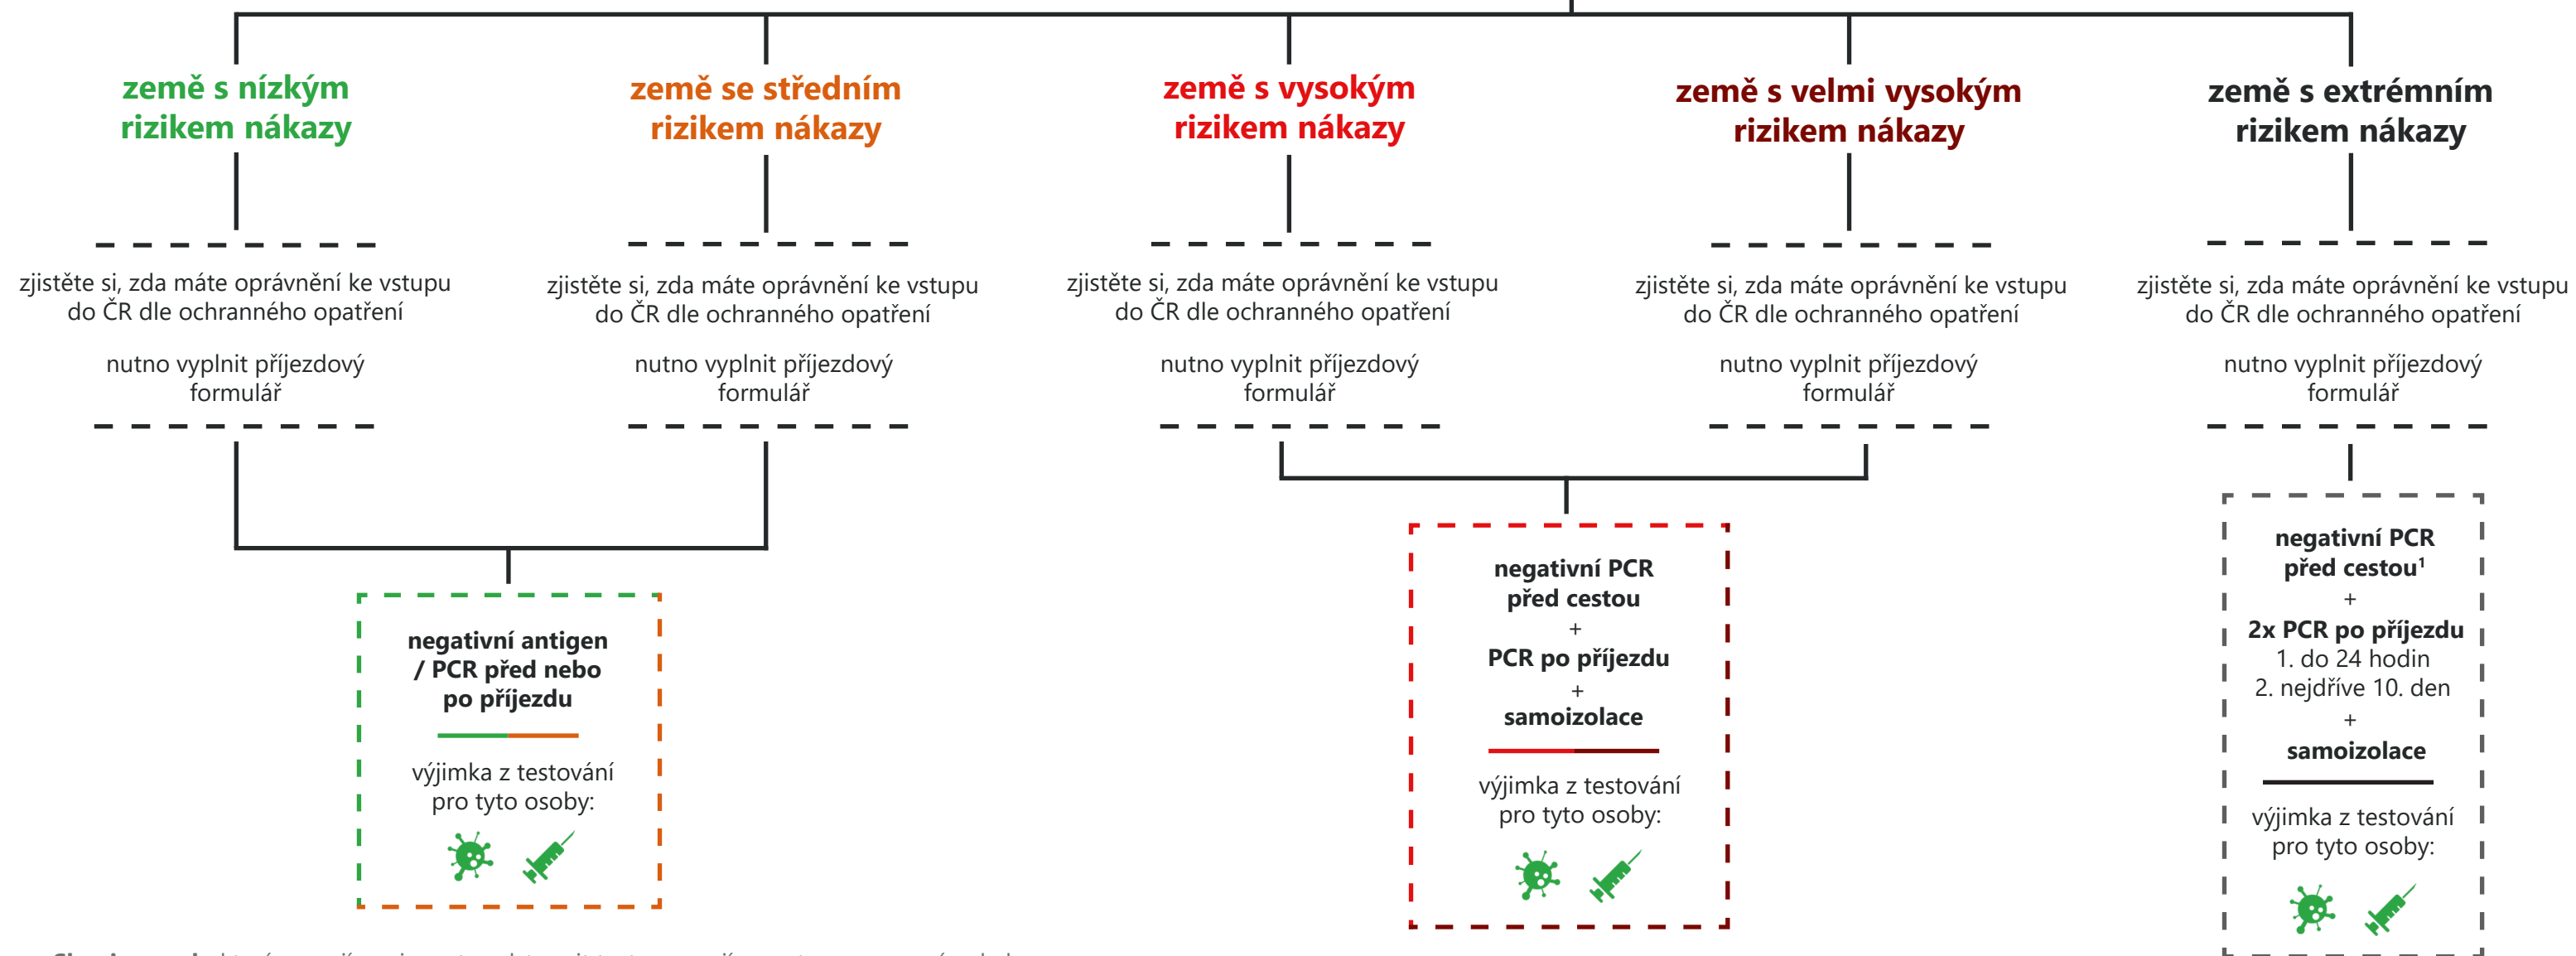 země s nízkým
rizikem nákazy
země se středním
rizikem nákazy
země s vysokým
rizikem nákazy
země s velmi vysokým
rizikem nákazy
země s extrémním
rizikem nákazy
zjistěte si, zda máte oprávnění ke vstupu
do ČR dle ochranného opatření
nutno vyplnit příjezdový
formulář
zjistěte si, zda máte oprávnění ke vstupu
do ČR dle ochranného opatření
nutno vyplnit příjezdový
formulář
zjistěte si, zda máte oprávnění ke vstupu
do ČR dle ochranného opatření
nutno vyplnit příjezdový
formulář
zjistěte si, zda máte oprávnění ke vstupu
do ČR dle ochranného opatření
nutno vyplnit příjezdový
formulář
zjistěte si, zda máte oprávnění ke vstupu
do ČR dle ochranného opatření
nutno vyplnit příjezdový
formulář
negativní antigen
/ PCR před nebo
po příjezdu
výjimka z testování
pro tyto osoby:
negativní PCR
před cestou
+
PCR po příjezdu
+
samoizolace
výjimka z testování
pro tyto osoby:
negativní PCR
před cestou¹
+
2x PCR po příjezdu
1. do 24 hodin
2. nejdříve 10. den
+
samoizolace
výjimka z testování
pro tyto osoby: